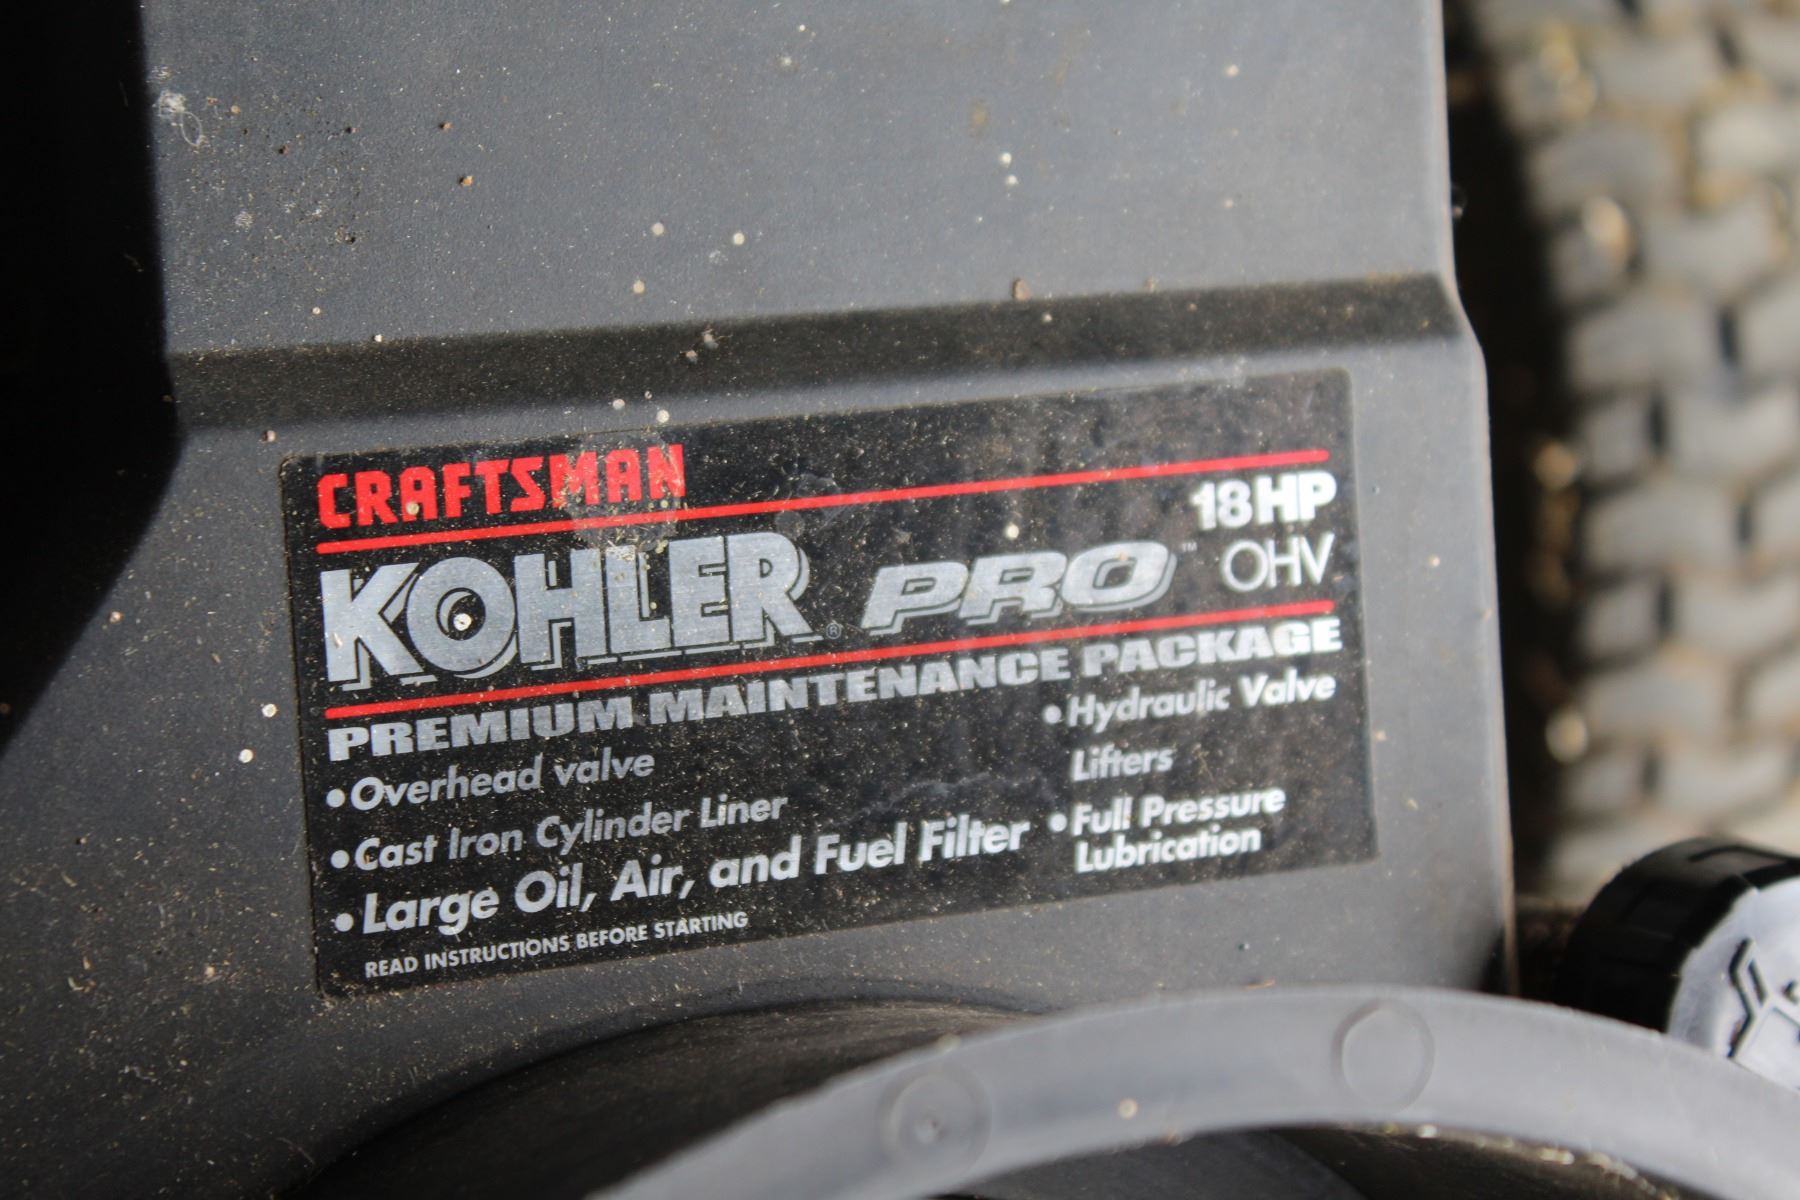 CRAFTSMAN
18HP
KOHLER® PRO™
OHV
PREMIUM MAINTENANCE PACKAGE
•Overhead valve
•Cast Iron Cylinder Liner
•Large Oil, Air, and Fuel Filter
•Hydraulic Valve
Lifters
•Full Pressure
Lubrication
READ INSTRUCTIONS BEFORE STARTING